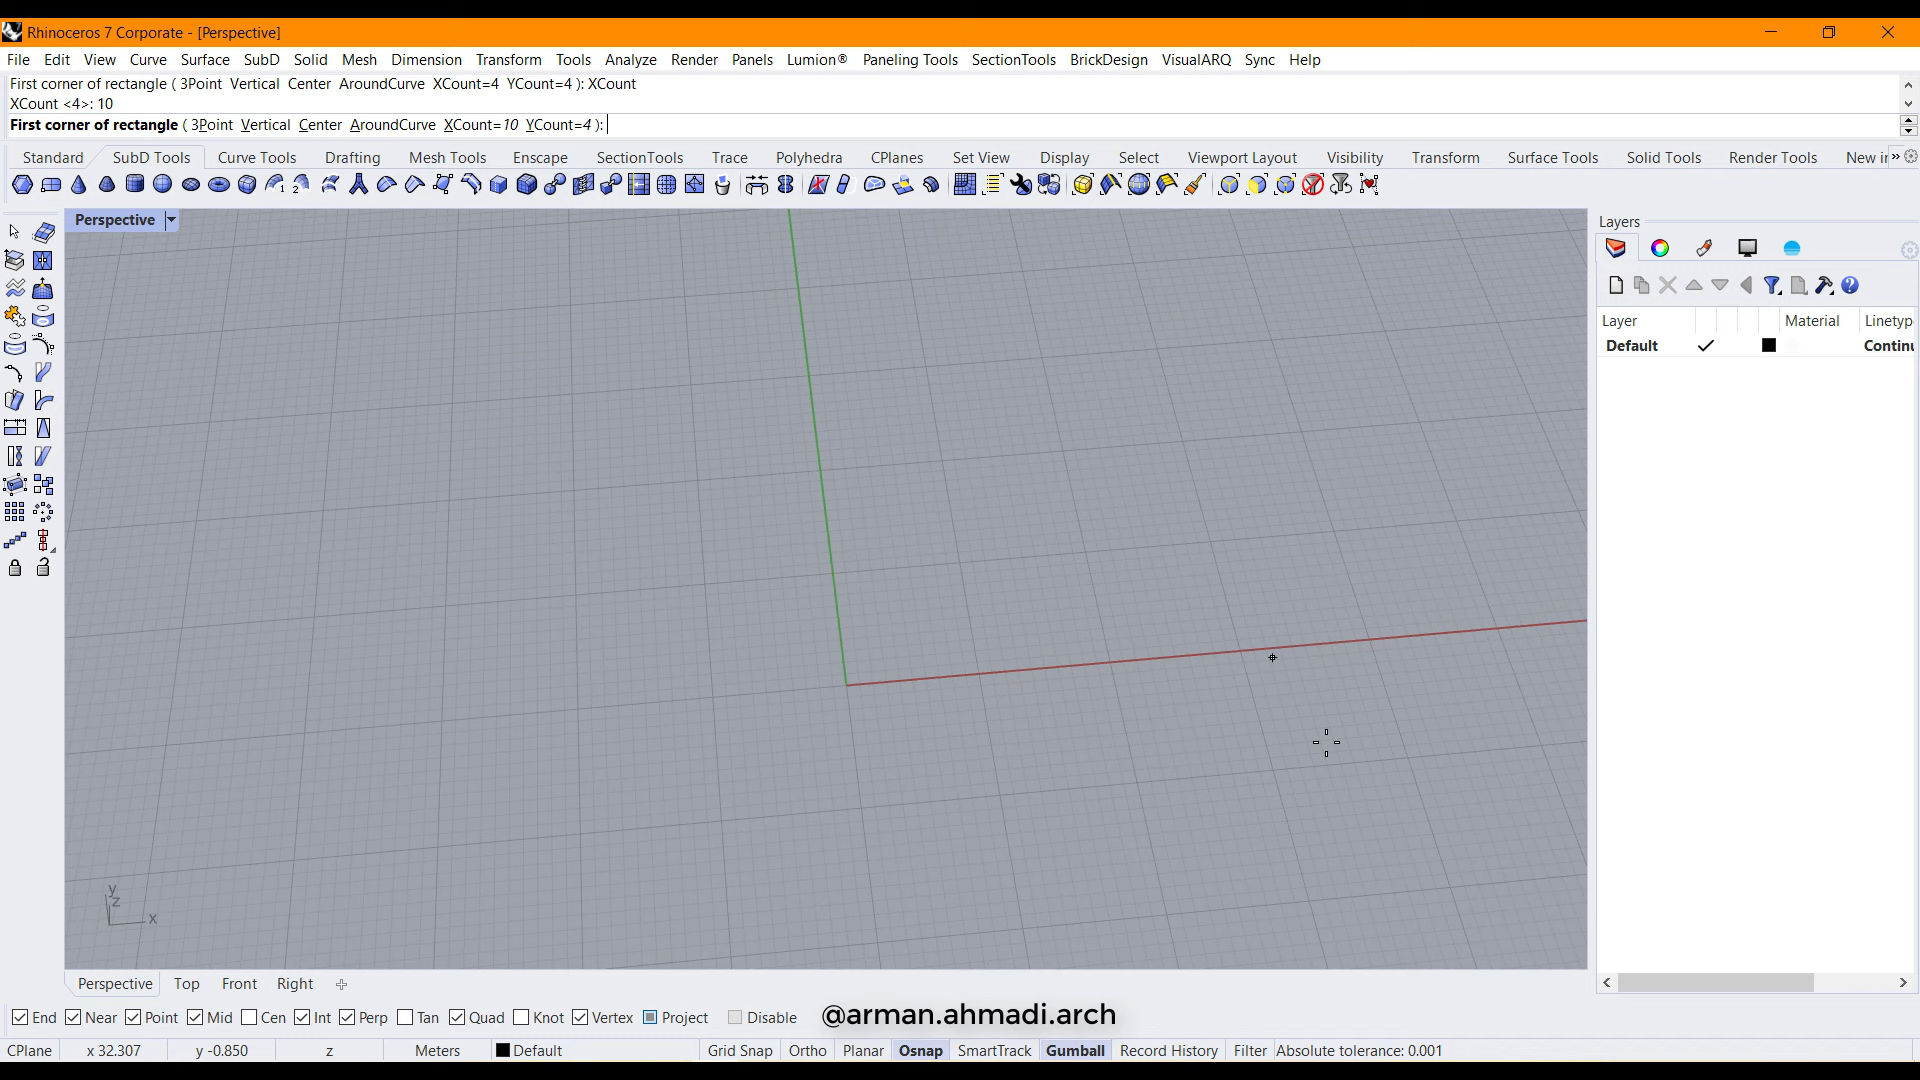 Rhinoceros 7 Corporate - [Perspective]
File Edit View Curve Surface SubD Solid Mesh Dimension Transform Tools Analyze Render Panels Lumion® Paneling Tools SectionTools BrickDesign VisualARQ Sync Help
First corner of rectangle ( 3Point Vertical Center AroundCurve XCount=4 YCount=4 ): XCount
XCount <4>: 10
First corner of rectangle ( 3Point Vertical Center AroundCurve XCount=10 YCount=4 ):
Standard SubD Tools Curve Tools Drafting Mesh Tools Enscape SectionTools Trace Polyhedra CPlanes Set View Display Select Viewport Layout Visibility Transform Surface Tools Solid Tools Render Tools New in »
Perspective
Layers
Layer Material Linetyp
Default Continu
y
z
x
Perspective Top Front Right
End Near Point Mid Cen Int Perp Tan Quad Knot Vertex Project Disable @arman.ahmadi.arch
CPlane x 32.307 y -0.850 z Meters Default Grid Snap Ortho Planar Osnap SmartTrack Gumball Record History Filter Absolute tolerance: 0.001